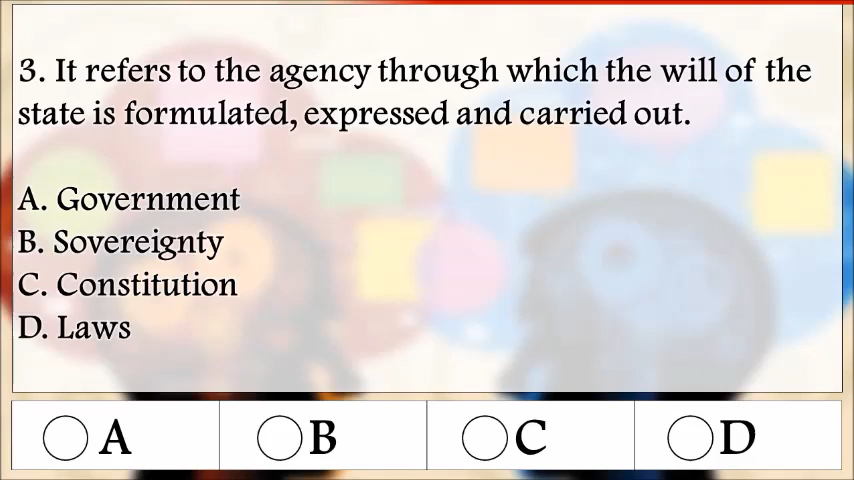 3. It refers to the agency through which the will of the
state is formulated, expressed and carried out.
A. Government
B. Sovereignty
C. Constitution
D. Laws
A B C D